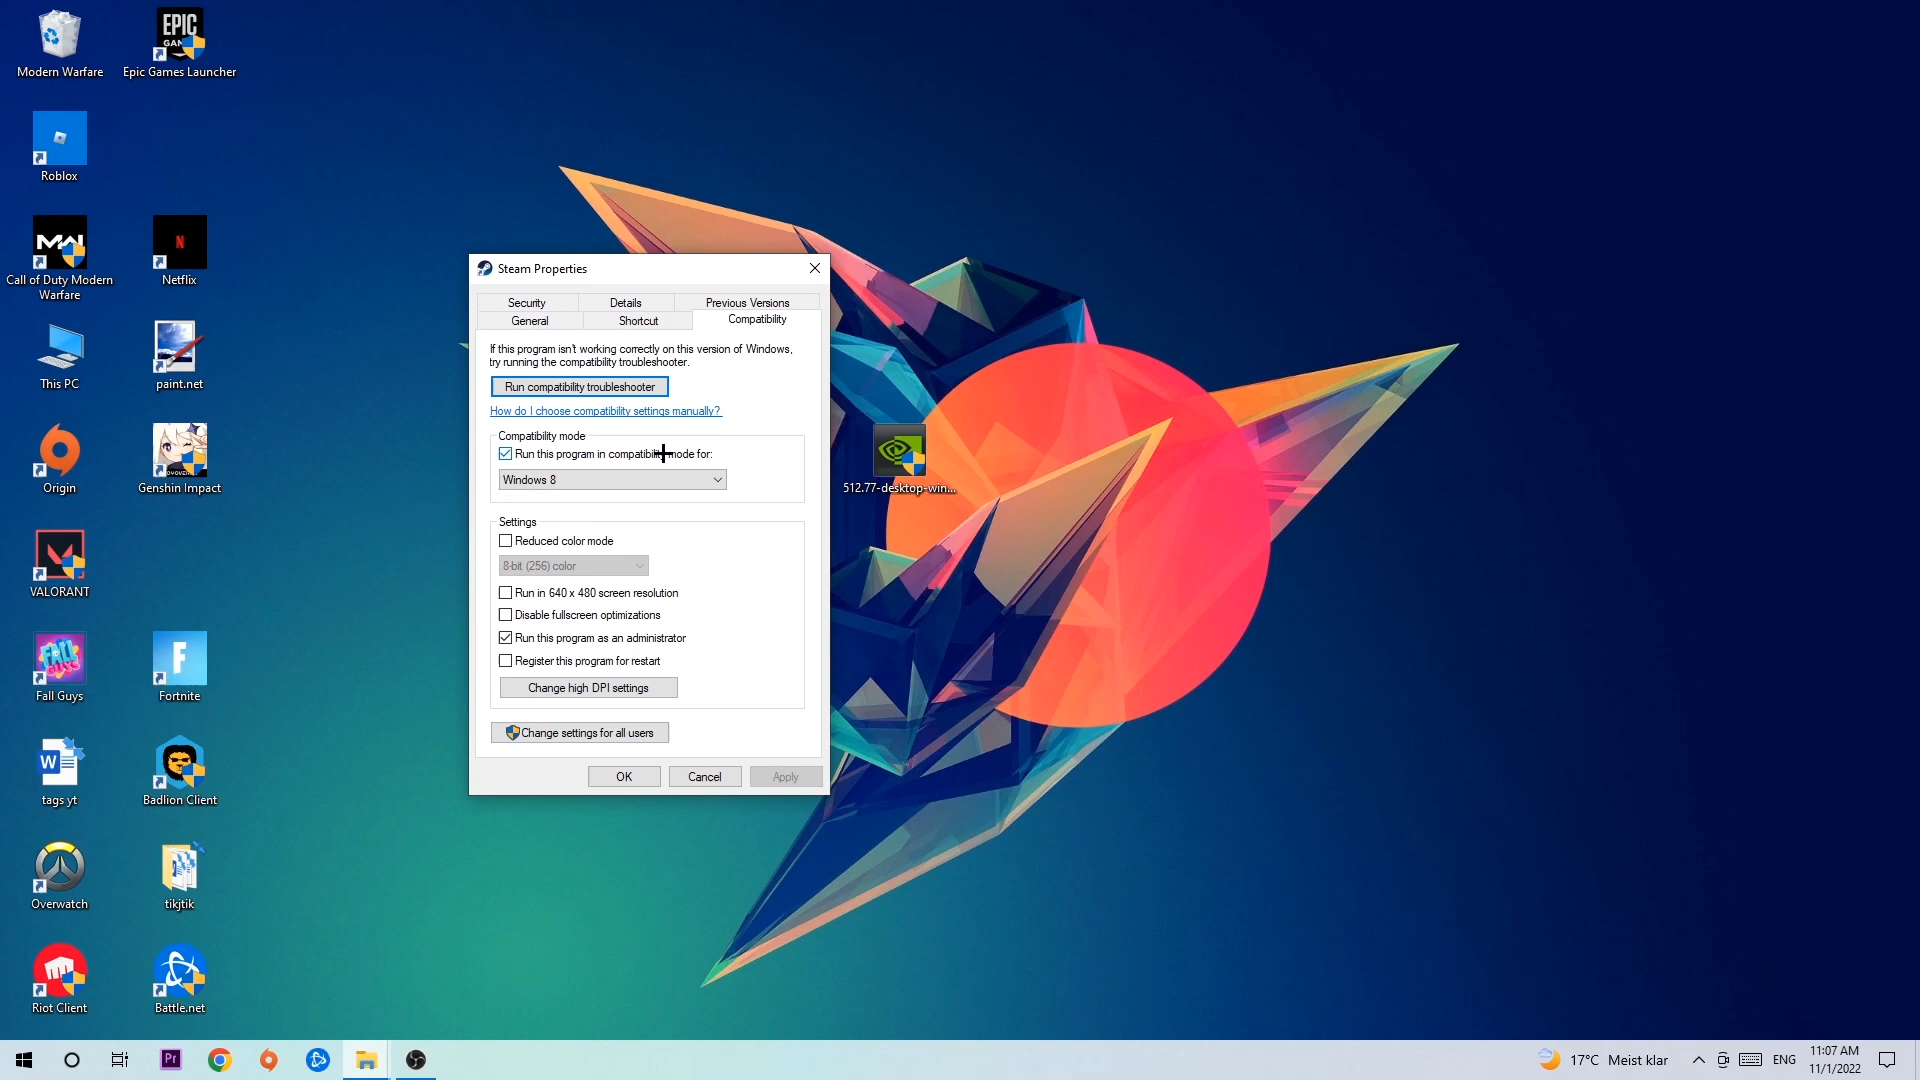 Modern Warfare
EPIC
GAMES
Epic Games Launcher
Roblox
MW
Call of Duty Modern
Warfare
N
Netflix
This PC
paint.net
Origin
Genshin Impact
VALORANT
Fall Guys
Fortnite
W
tags yt
Badlion Client
Overwatch
tikjtik
Riot Client
Battle.net
512.77-desktop-win...
Steam Properties
Security
Details
Previous Versions
General
Shortcut
Compatibility
If this program isn't working correctly on this version of Windows,
try running the compatibility troubleshooter.
Run compatibility troubleshooter
How do I choose compatibility settings manually?
Compatibility mode
Run this program in compatibility mode for:
Windows 8
Settings
Reduced color mode
8-bit (256) color
Run in 640 x 480 screen resolution
Disable fullscreen optimizations
Run this program as an administrator
Register this program for restart
Change high DPI settings
Change settings for all users
OK
Cancel
Apply
Pr
17°C Meist klar
ENG
11:07 AM
11/1/2022